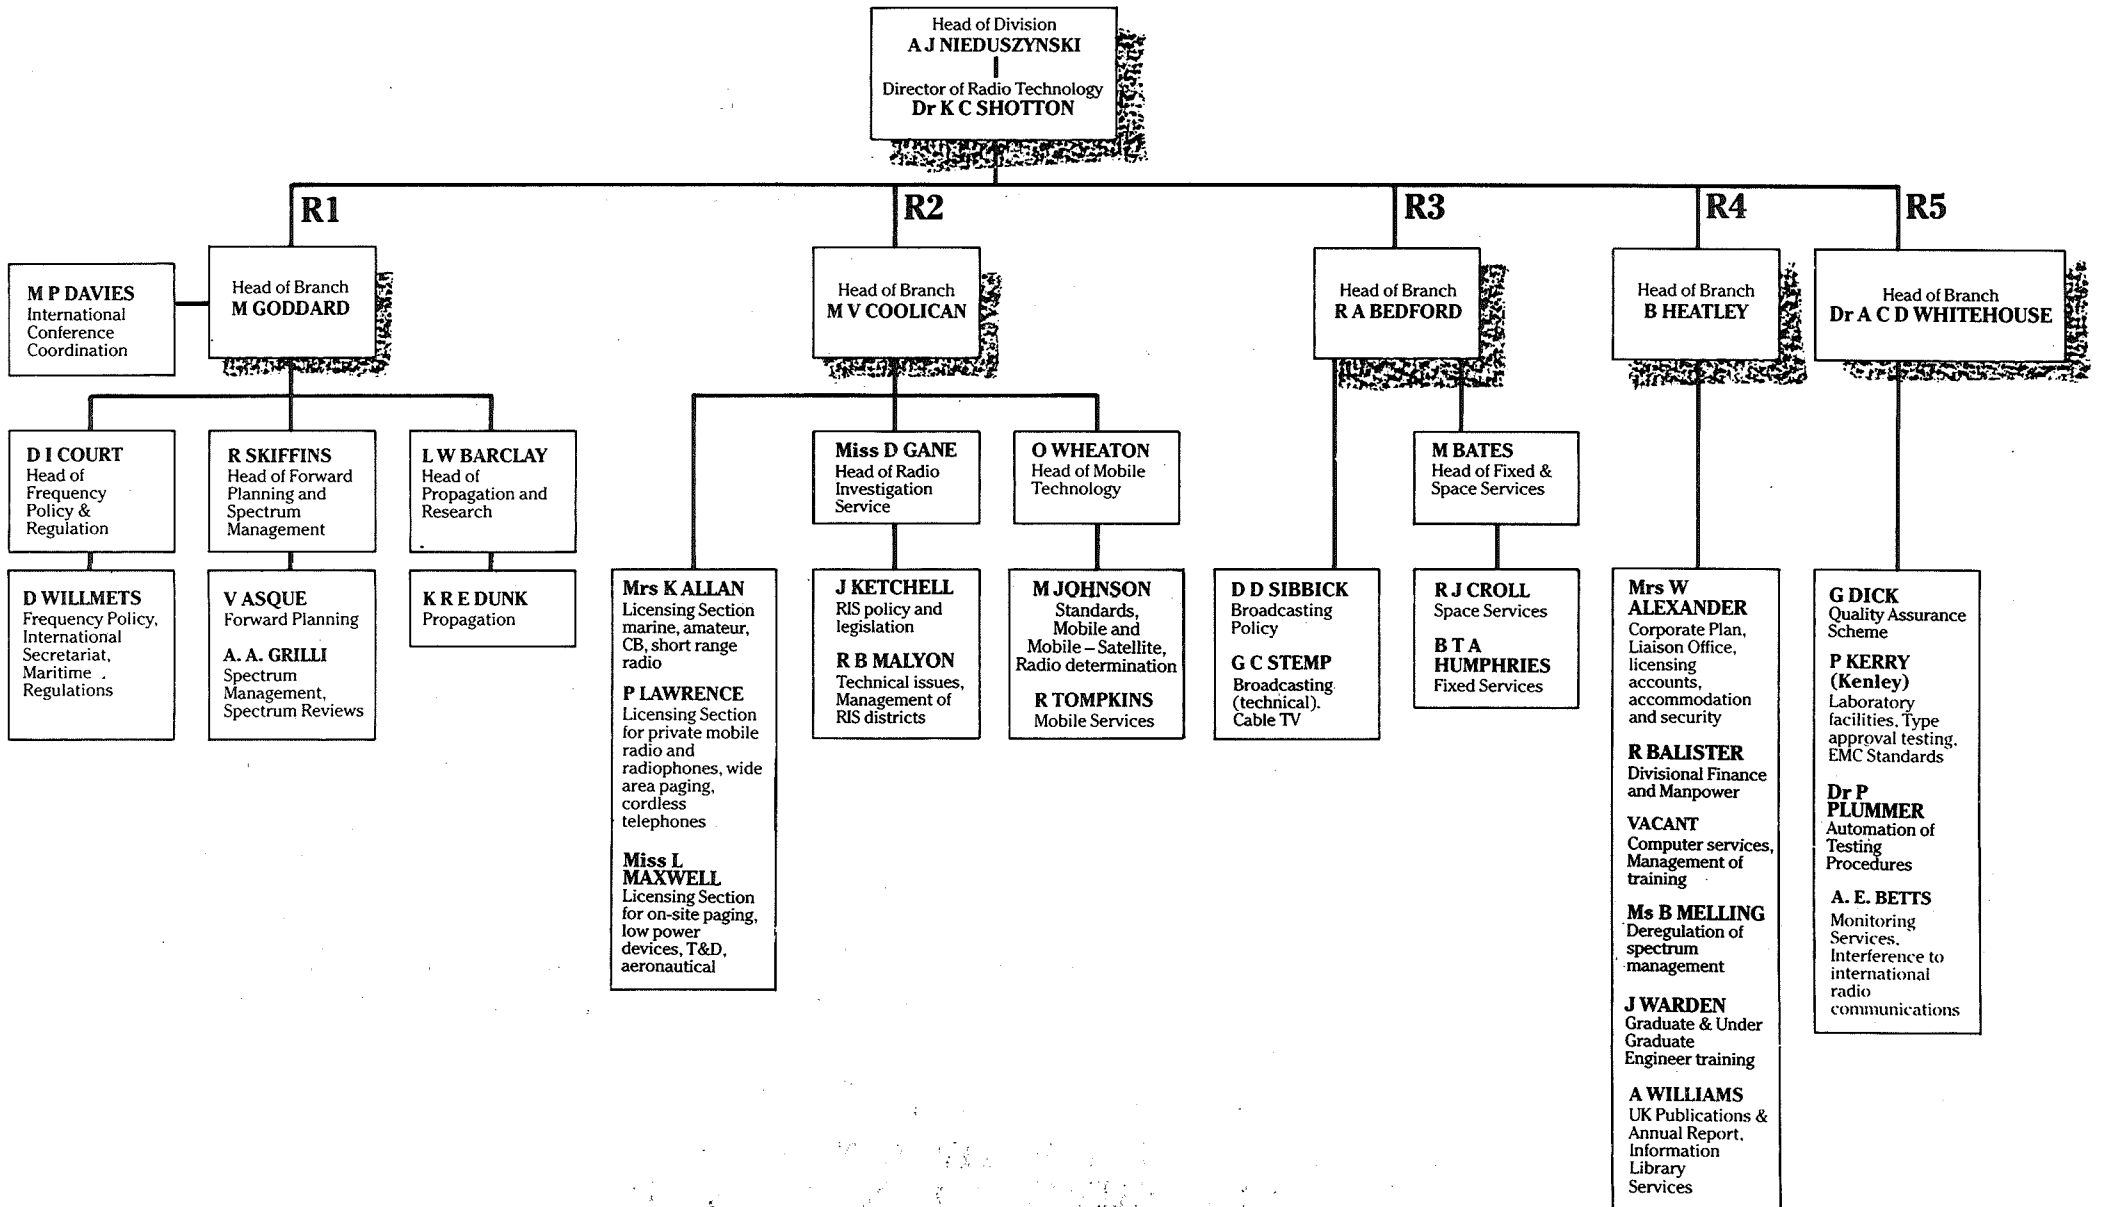 Head of Division
A J NIEDUSZYNSKI
Director of Radio Technology
Dr K C SHOTTON
R1
R2
R3
R4
R5
M P DAVIES
International
Conference
Coordination
Head of Branch
M GODDARD
Head of Branch
M V COOLICAN
Head of Branch
R A BEDFORD
Head of Branch
B HEATLEY
Head of Branch
Dr A C D WHITEHOUSE
D I COURT
Head of
Frequency
Policy &
Regulation
R SKIFFINS
Head of Forward
Planning and
Spectrum
Management
L W BARCLAY
Head of
Propagation and
Research
Miss D GANE
Head of Radio
Investigation
Service
O WHEATON
Head of Mobile
Technology
M BATES
Head of Fixed &
Space Services
D WILLMETS
Frequency Policy,
International
Secretariat,
Maritime
Regulations
V ASQUE
Forward Planning
A. A. GRILLI
Spectrum
Management,
Spectrum Reviews
K R E DUNK
Propagation
Mrs K ALLAN
Licensing Section
marine, amateur,
CB, short range
radio
P LAWRENCE
Licensing Section
for private mobile
radio and
radiophones, wide
area paging,
cordless
telephones
Miss L
MAXWELL
Licensing Section
for on-site paging,
low power
devices, T&D,
aeronautical
J KETCHELL
RIS policy and
legislation
R B MALYON
Technical issues,
Management of
RIS districts
M JOHNSON
Standards,
Mobile and
Mobile – Satellite,
Radio determination
R TOMPKINS
Mobile Services
D D SIBBICK
Broadcasting
Policy
G C STEMP
Broadcasting
(technical).
Cable TV
R J CROLL
Space Services
B T A
HUMPHRIES
Fixed Services
Mrs W
ALEXANDER
Corporate Plan,
Liaison Office,
licensing
accounts,
accommodation
and security
R BALISTER
Divisional Finance
and Manpower
VACANT
Computer services,
Management of
training
Ms B MELLING
Deregulation of
spectrum
management
J WARDEN
Graduate & Under
Graduate
Engineer training
A WILLIAMS
UK Publications &
Annual Report,
Information
Library
Services
G DICK
Quality Assurance
Scheme
P KERRY
(Kenley)
Laboratory
facilities, Type
approval testing,
EMC Standards
Dr P
PLUMMER
Automation of
Testing
Procedures
A. E. BETTS
Monitoring
Services,
Interference to
international
radio
communications